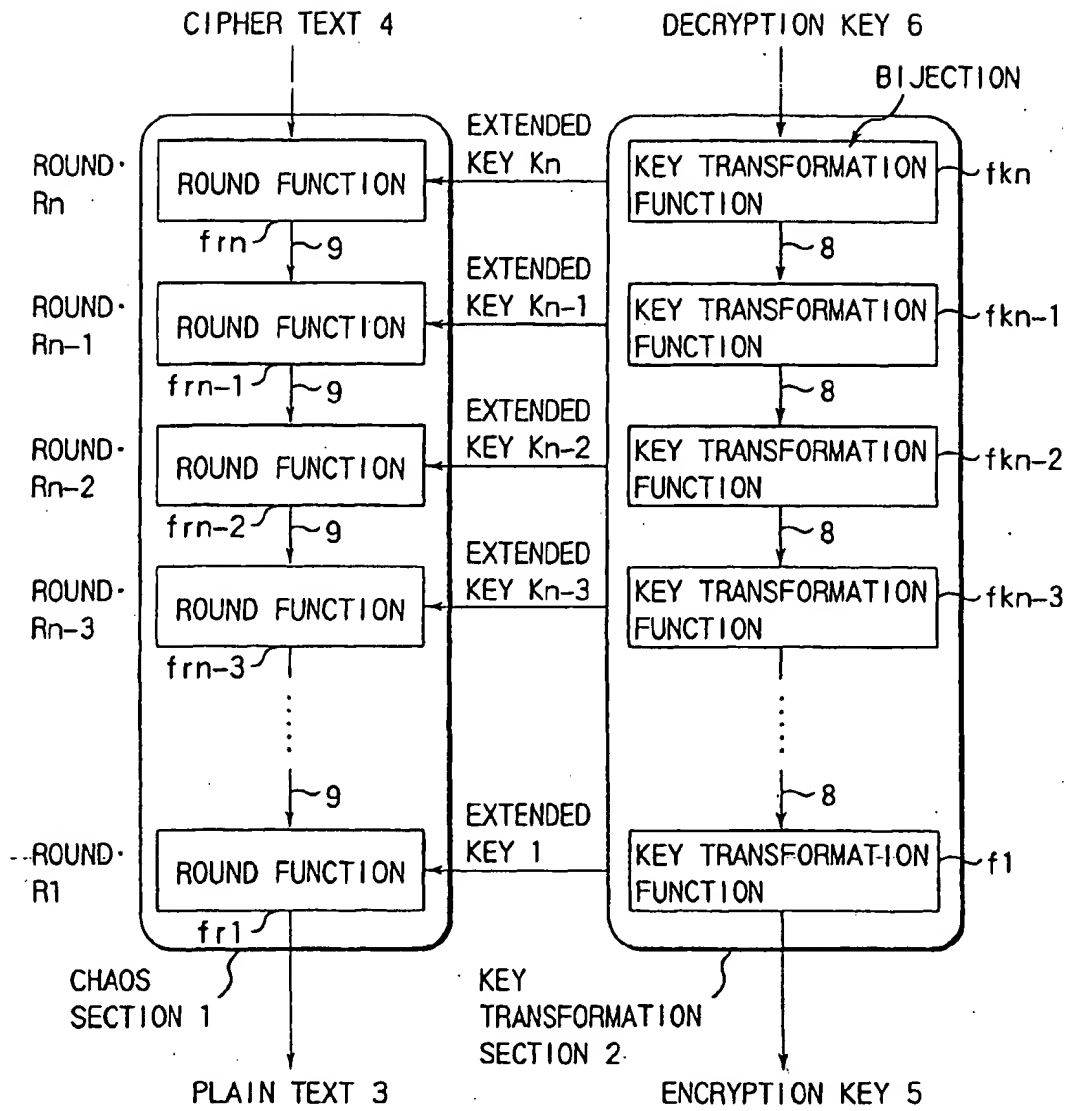 CIPHER TEXT 4
DECRYPTION KEY 6
BIJECTION
ROUND·
Rn
ROUND FUNCTION
frn
9
EXTENDED
KEY Kn
KEY TRANSFORMATION
FUNCTION
fkn
8
ROUND·
Rn-1
ROUND FUNCTION
frn-1
9
EXTENDED
KEY Kn-1
KEY TRANSFORMATION
FUNCTION
fkn-1
8
ROUND·
Rn-2
ROUND FUNCTION
frn-2
9
EXTENDED
KEY Kn-2
KEY TRANSFORMATION
FUNCTION
fkn-2
8
ROUND·
Rn-3
ROUND FUNCTION
frn-3
EXTENDED
KEY Kn-3
KEY TRANSFORMATION
FUNCTION
fkn-3
9
8
ROUND·
R1
ROUND FUNCTION
fr1
EXTENDED
KEY 1
KEY TRANSFORMATION
FUNCTION
f1
CHAOS
SECTION 1
KEY
TRANSFORMATION
SECTION 2
PLAIN TEXT 3
ENCRYPTION KEY 5